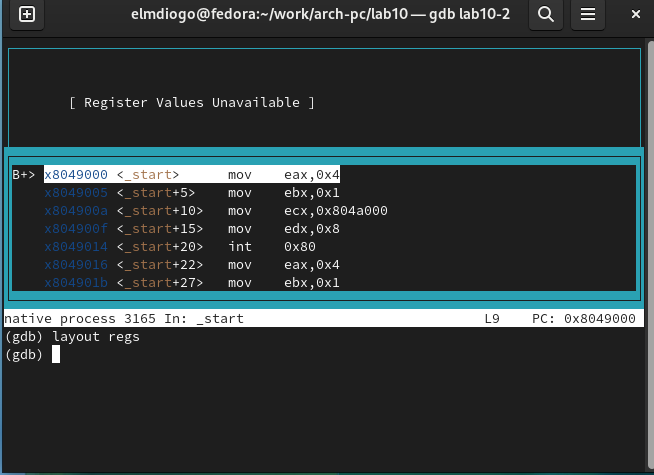 elmdiogo@fedora:~/work/arch-pc/lab10 — gdb lab10-2
[ Register Values Unavailable ]
B+> x8049000 <_start> mov eax,0x4
x8049005 <_start+5> mov ebx,0x1
x804900a <_start+10> mov ecx,0x804a000
x804900f <_start+15> mov edx,0x8
x8049014 <_start+20> int 0x80
x8049016 <_start+22> mov eax,0x4
x804901b <_start+27> mov ebx,0x1
native process 3165 In: _start L9 PC: 0x8049000
(gdb) layout regs
(gdb)